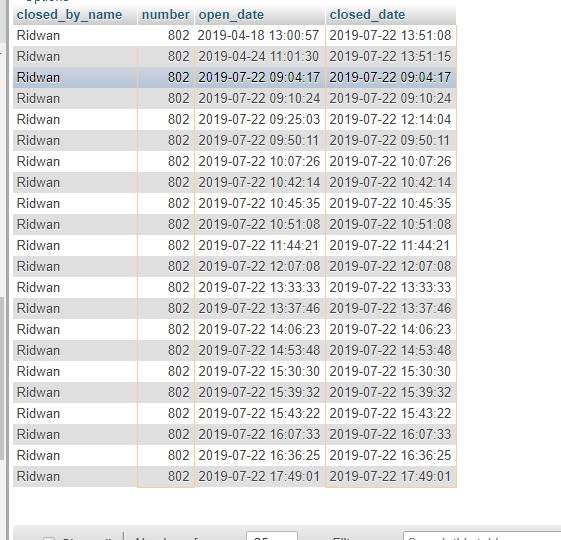 closed_by_name number open_date closed_date
Ridwan 802 2019-04-18 13:00:57 2019-07-22 13:51:08
Ridwan 802 2019-04-24 11:01:30 2019-07-22 13:51:15
Ridwan 802 2019-07-22 09:04:17 2019-07-22 09:04:17
Ridwan 802 2019-07-22 09:10:24 2019-07-22 09:10:24
Ridwan 802 2019-07-22 09:25:03 2019-07-22 12:14:04
Ridwan 802 2019-07-22 09:50:11 2019-07-22 09:50:11
Ridwan 802 2019-07-22 10:07:26 2019-07-22 10:07:26
Ridwan 802 2019-07-22 10:42:14 2019-07-22 10:42:14
Ridwan 802 2019-07-22 10:45:35 2019-07-22 10:45:35
Ridwan 802 2019-07-22 10:51:08 2019-07-22 10:51:08
Ridwan 802 2019-07-22 11:44:21 2019-07-22 11:44:21
Ridwan 802 2019-07-22 12:07:08 2019-07-22 12:07:08
Ridwan 802 2019-07-22 13:33:33 2019-07-22 13:33:33
Ridwan 802 2019-07-22 13:37:46 2019-07-22 13:37:46
Ridwan 802 2019-07-22 14:06:23 2019-07-22 14:06:23
Ridwan 802 2019-07-22 14:53:48 2019-07-22 14:53:48
Ridwan 802 2019-07-22 15:30:30 2019-07-22 15:30:30
Ridwan 802 2019-07-22 15:39:32 2019-07-22 15:39:32
Ridwan 802 2019-07-22 15:43:22 2019-07-22 15:43:22
Ridwan 802 2019-07-22 16:07:33 2019-07-22 16:07:33
Ridwan 802 2019-07-22 16:36:25 2019-07-22 16:36:25
Ridwan 802 2019-07-22 17:49:01 2019-07-22 17:49:01